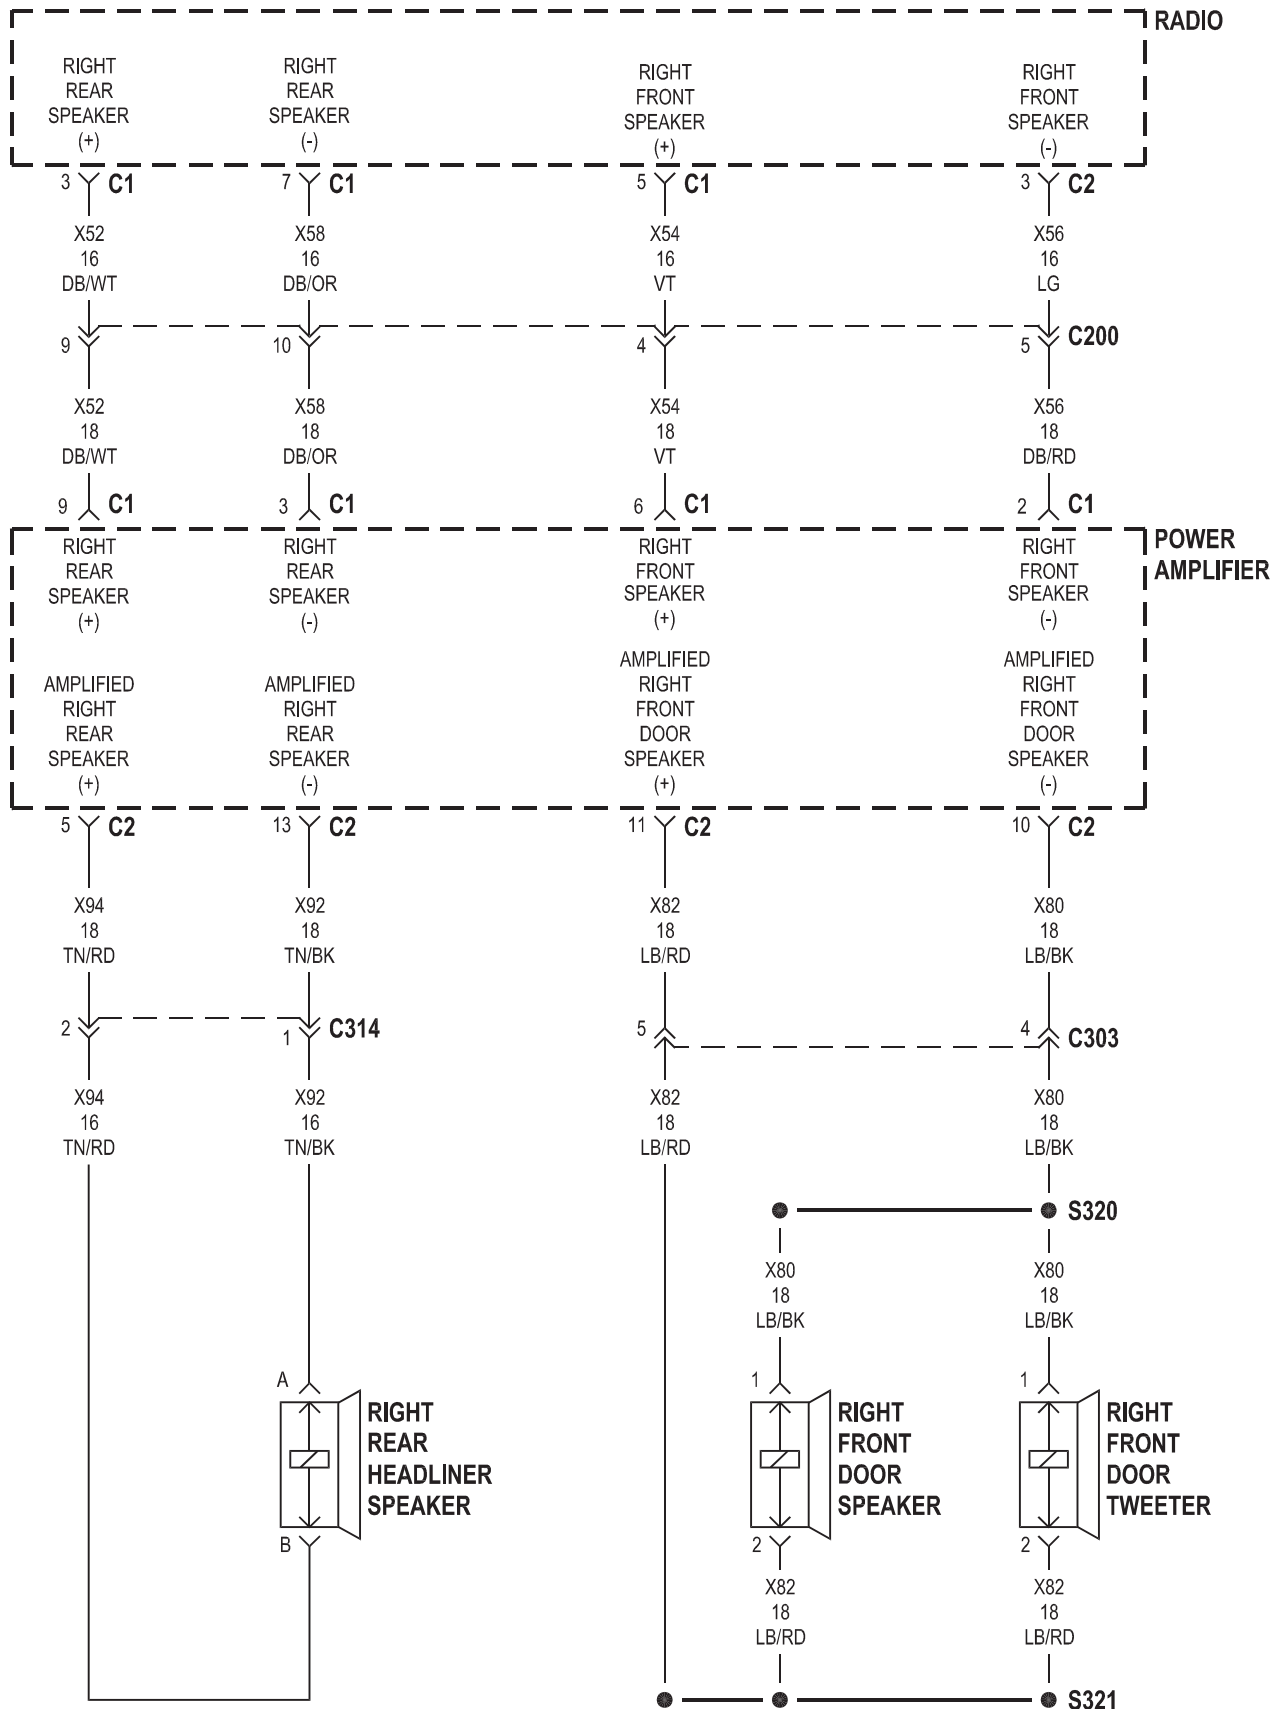 RADIO
RIGHT
REAR
SPEAKER
(+)
RIGHT
REAR
SPEAKER
(-)
RIGHT
FRONT
SPEAKER
(+)
RIGHT
FRONT
SPEAKER
(-)
3 C1
7 C1
5 C1
3 C2
X52
16
DB/WT
X58
16
DB/OR
X54
16
VT
X56
16
LG
9
10
4
5 C200
X52
18
DB/WT
X58
18
DB/OR
X54
18
VT
X56
18
DB/RD
9 C1
3 C1
6 C1
2 C1
POWER
AMPLIFIER
RIGHT
REAR
SPEAKER
(+)
RIGHT
REAR
SPEAKER
(-)
RIGHT
FRONT
SPEAKER
(+)
RIGHT
FRONT
SPEAKER
(-)
AMPLIFIED
RIGHT
REAR
SPEAKER
(+)
AMPLIFIED
RIGHT
REAR
SPEAKER
(-)
AMPLIFIED
RIGHT
FRONT
DOOR
SPEAKER
(+)
AMPLIFIED
RIGHT
FRONT
DOOR
SPEAKER
(-)
5 C2
13 C2
11 C2
10 C2
X94
18
TN/RD
X92
18
TN/BK
X82
18
LB/RD
X80
18
LB/BK
2
1 C314
5
4 C303
X94
16
TN/RD
X92
16
TN/BK
X82
18
LB/RD
X80
18
LB/BK
S320
X80
18
LB/BK
X80
18
LB/BK
A
1
1
RIGHT
REAR
HEADLINER
SPEAKER
RIGHT
FRONT
DOOR
SPEAKER
RIGHT
FRONT
DOOR
TWEETER
B
2
2
X82
18
LB/RD
X82
18
LB/RD
S321